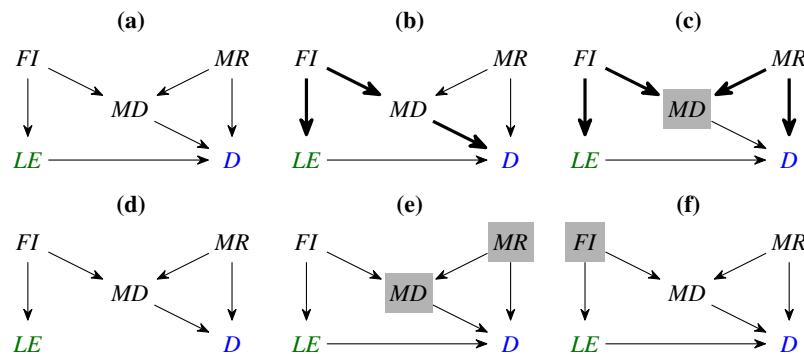 (a) (b) (c)
FI MR FI MR FI MR
MD MD MD
LE D LE D LE D
(d) (e) (f)
FI MR FI MR FI MR
MD MD MD
LE D LE D LE D